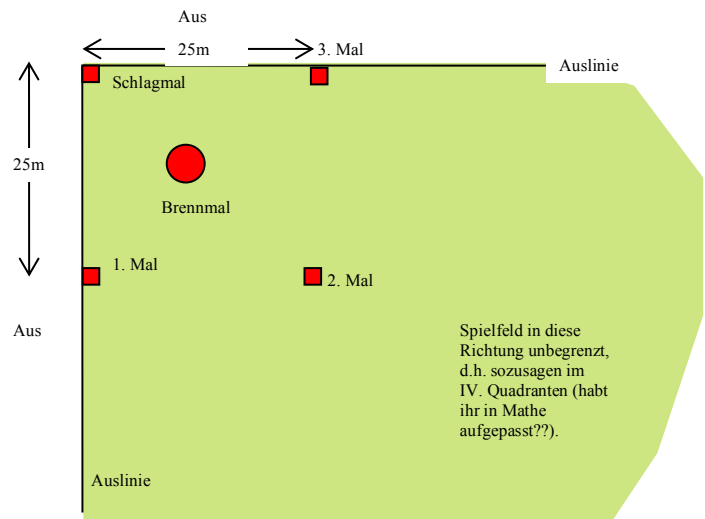 Aus
25m
3. Mal
Auslinie
Schlagmal
25m
Brennmal
1. Mal
2. Mal
Aus
Spielfeld in diese
Richtung unbegrenzt,
d.h. sozusagen im
IV. Quadranten (habt
ihr in Mathe
aufgepasst??).
Auslinie